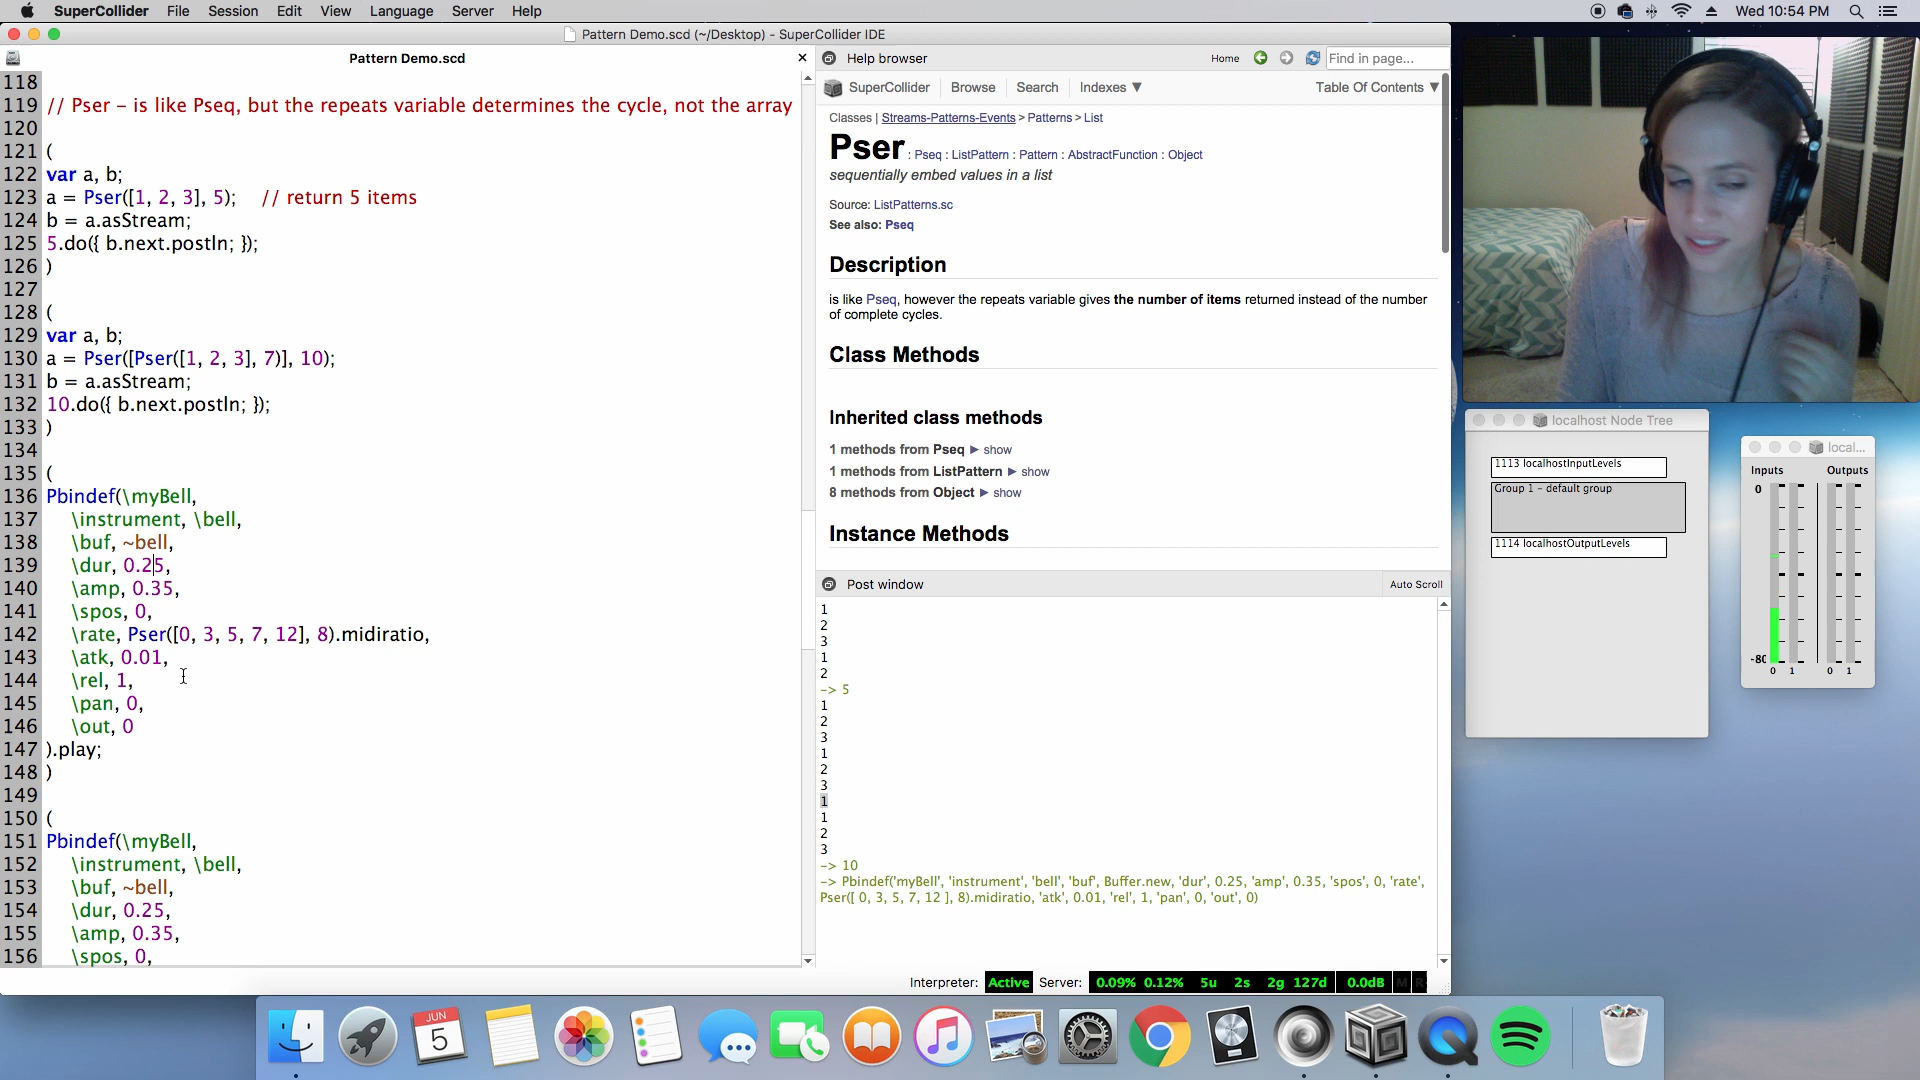 SuperCollider File Session Edit View Language Server Help Wed 10:54 PM
Pattern Demo.scd (~/Desktop) - SuperCollider IDE
Pattern Demo.scd
118
119 // Pser – is like Pseq, but the repeats variable determines the cycle, not the array
120
121 (
122 var a, b;
123 a = Pser([1, 2, 3], 5); // return 5 items
124 b = a.asStream;
125 5.do({ b.next.postln; });
126 )
127
128 (
129 var a, b;
130 a = Pser([Pser([1, 2, 3], 7)], 10);
131 b = a.asStream;
132 10.do({ b.next.postln; });
133 )
134
135 (
136 Pbindef(\myBell,
137 \instrument, \bell,
138 \buf, ~bell,
139 \dur, 0.25,
140 \amp, 0.35,
141 \spos, 0,
142 \rate, Pser([0, 3, 5, 7, 12], 8).midiratio,
143 \atk, 0.01,
144 \rel, 1,
145 \pan, 0,
146 \out, 0
147 ).play;
148 )
149
150 (
151 Pbindef(\myBell,
152 \instrument, \bell,
153 \buf, ~bell,
154 \dur, 0.25,
155 \amp, 0.35,
156 \spos, 0,
Help browser Home Find in page...
SuperCollider Browse Search Indexes ▼ Table Of Contents ▼
Classes | Streams-Patterns-Events > Patterns > List
Pser : Pseq : ListPattern : Pattern : AbstractFunction : Object
sequentially embed values in a list
Source: ListPatterns.sc
See also: Pseq
Description
is like Pseq, however the repeats variable gives the number of items returned instead of the number
of complete cycles.
Class Methods
Inherited class methods
1 methods from Pseq ► show
1 methods from ListPattern ► show
8 methods from Object ► show
Instance Methods
Post window Auto Scroll
1
2
3
1
2
-> 5
1
2
3
1
2
3
1
1
2
3
-> 10
-> Pbindef('myBell', 'instrument', 'bell', 'buf', Buffer.new, 'dur', 0.25, 'amp', 0.35, 'spos', 0, 'rate',
Pser([ 0, 3, 5, 7, 12 ], 8).midiratio, 'atk', 0.01, 'rel', 1, 'pan', 0, 'out', 0)
Interpreter: Active Server: 0.09% 0.12% 5u 2s 2g 127d 0.0dB M R
localhost Node Tree
1113 localhostInputLevels
Group 1 - default group
1114 localhostOutputLevels
local...
Inputs Outputs
0
-80
0 1 0 1
JUN
5